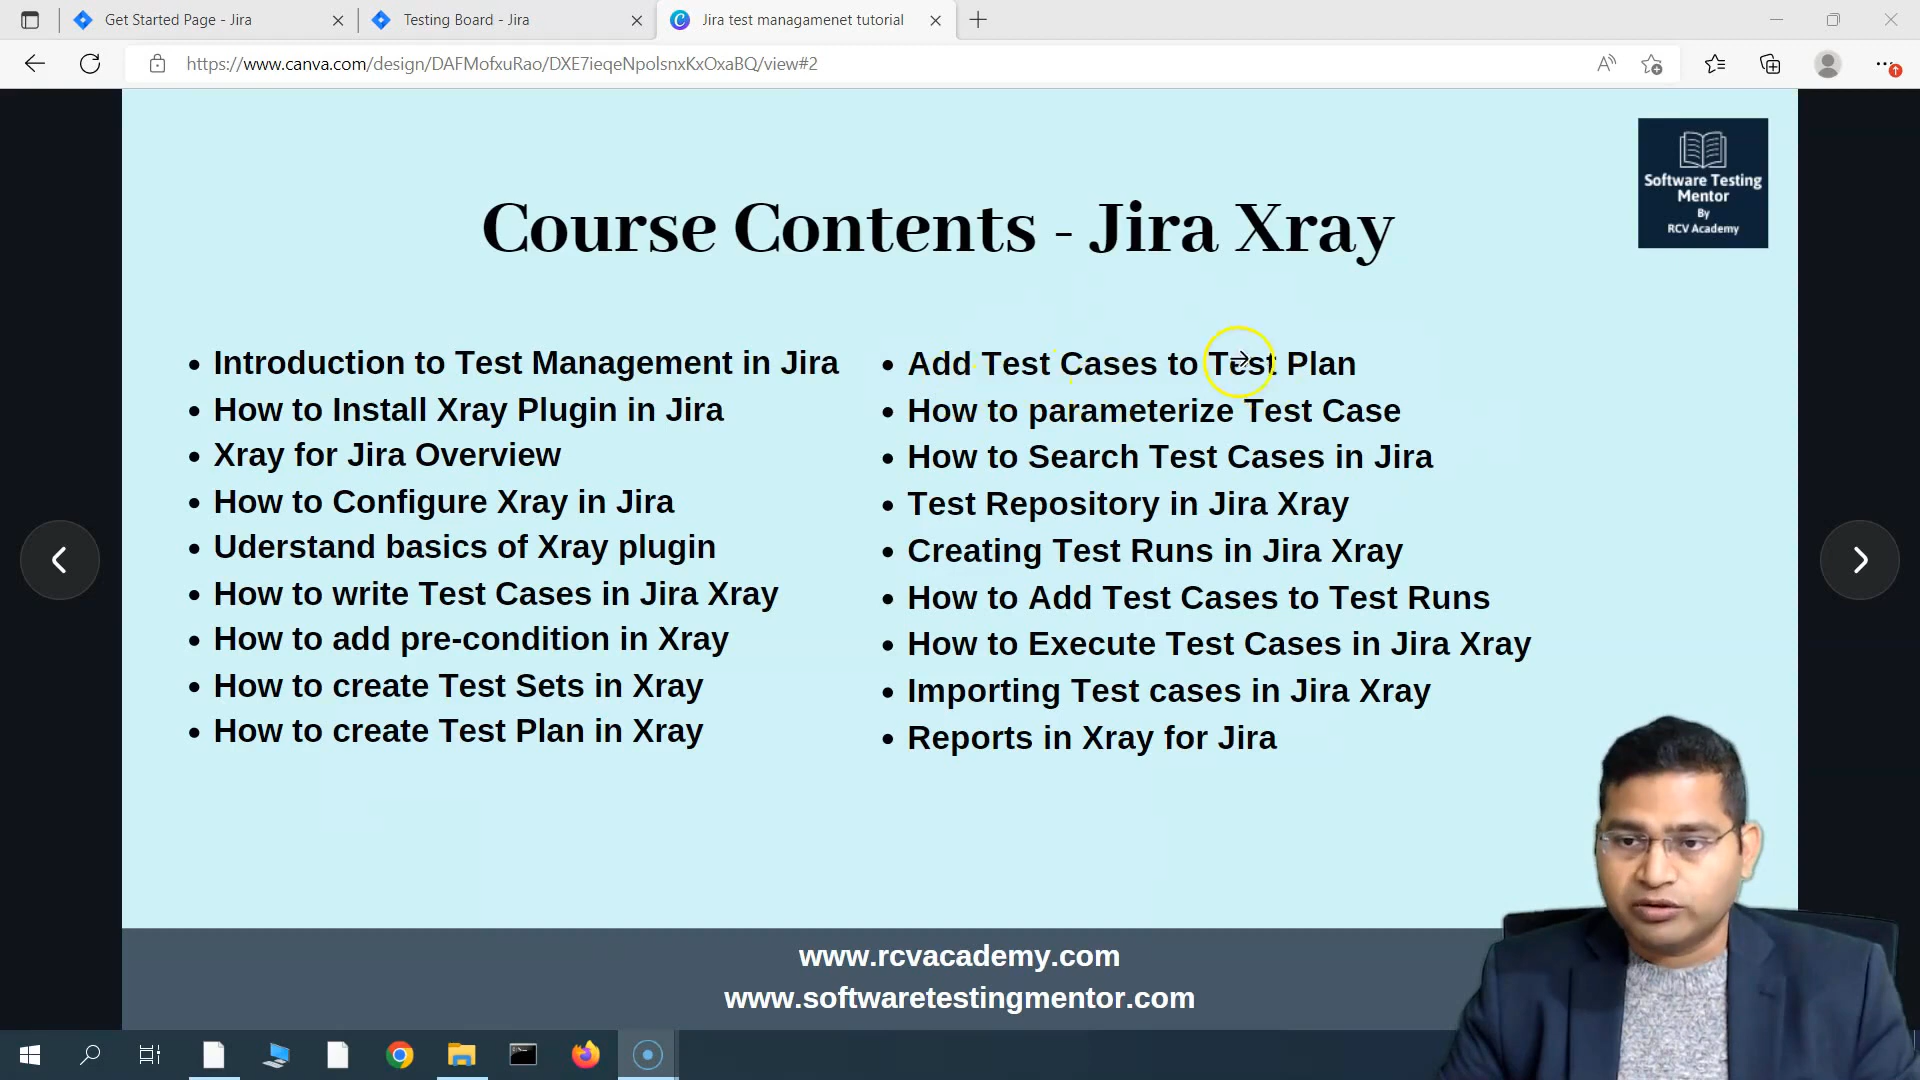 Get Started Page - Jira
Testing Board - Jira
Jira test managamenet tutorial
https://www.canva.com/design/DAFMofxuRao/DXE7ieqeNpolsnxKxOxaBQ/view#2
Software Testing
Mentor
By
RCV Academy
Course Contents - Jira Xray
• Introduction to Test Management in Jira
• How to Install Xray Plugin in Jira
• Xray for Jira Overview
• How to Configure Xray in Jira
• Uderstand basics of Xray plugin
• How to write Test Cases in Jira Xray
• How to add pre-condition in Xray
• How to create Test Sets in Xray
• How to create Test Plan in Xray
• Add Test Cases to Test Plan
• How to parameterize Test Case
• How to Search Test Cases in Jira
• Test Repository in Jira Xray
• Creating Test Runs in Jira Xray
• How to Add Test Cases to Test Runs
• How to Execute Test Cases in Jira Xray
• Importing Test cases in Jira Xray
• Reports in Xray for Jira
www.rcvacademy.com
www.softwaretestingmentor.com